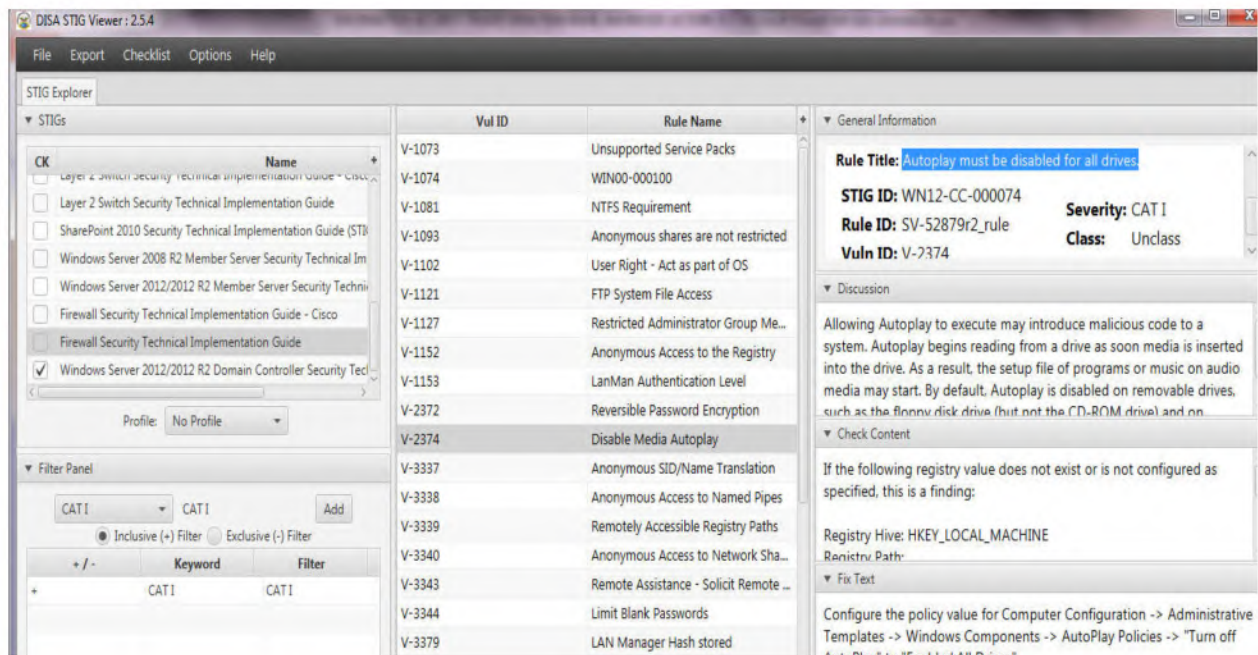 DISA STIG Viewer : 2.5.4
File Export Checklist Options Help
STIG Explorer
▼ STIGs
CK Name +
Layer 2 Switch Security Technical Implementation Guide - Cisco
Layer 2 Switch Security Technical Implementation Guide
SharePoint 2010 Security Technical Implementation Guide (STI
Windows Server 2008 R2 Member Server Security Technical Im
Windows Server 2012/2012 R2 Member Server Security Techni
Firewall Security Technical Implementation Guide - Cisco
Firewall Security Technical Implementation Guide
Windows Server 2012/2012 R2 Domain Controller Security Tecl
Profile: No Profile
▼ Filter Panel
CAT I CAT I Add
Inclusive (+) Filter Exclusive (-) Filter
+ / - Keyword Filter
+ CAT I CAT I
Vul ID Rule Name +
V-1073 Unsupported Service Packs
V-1074 WIN00-000100
V-1081 NTFS Requirement
V-1093 Anonymous shares are not restricted
V-1102 User Right - Act as part of OS
V-1121 FTP System File Access
V-1127 Restricted Administrator Group Me...
V-1152 Anonymous Access to the Registry
V-1153 LanMan Authentication Level
V-2372 Reversible Password Encryption
V-2374 Disable Media Autoplay
V-3337 Anonymous SID/Name Translation
V-3338 Anonymous Access to Named Pipes
V-3339 Remotely Accessible Registry Paths
V-3340 Anonymous Access to Network Sha...
V-3343 Remote Assistance - Solicit Remote ...
V-3344 Limit Blank Passwords
V-3379 LAN Manager Hash stored
▼ General Information
Rule Title: Autoplay must be disabled for all drives.
STIG ID: WN12-CC-000074
Rule ID: SV-52879r2_rule
Vuln ID: V-2374
Severity: CAT I
Class: Unclass
▼ Discussion
Allowing Autoplay to execute may introduce malicious code to a
system. Autoplay begins reading from a drive as soon media is inserted
into the drive. As a result, the setup file of programs or music on audio
media may start. By default, Autoplay is disabled on removable drives,
such as the floppy disk drive (but not the CD-ROM drive) and on
▼ Check Content
If the following registry value does not exist or is not configured as
specified, this is a finding:
Registry Hive: HKEY_LOCAL_MACHINE
Registry Path:
▼ Fix Text
Configure the policy value for Computer Configuration -> Administrative
Templates -> Windows Components -> AutoPlay Policies -> "Turn off